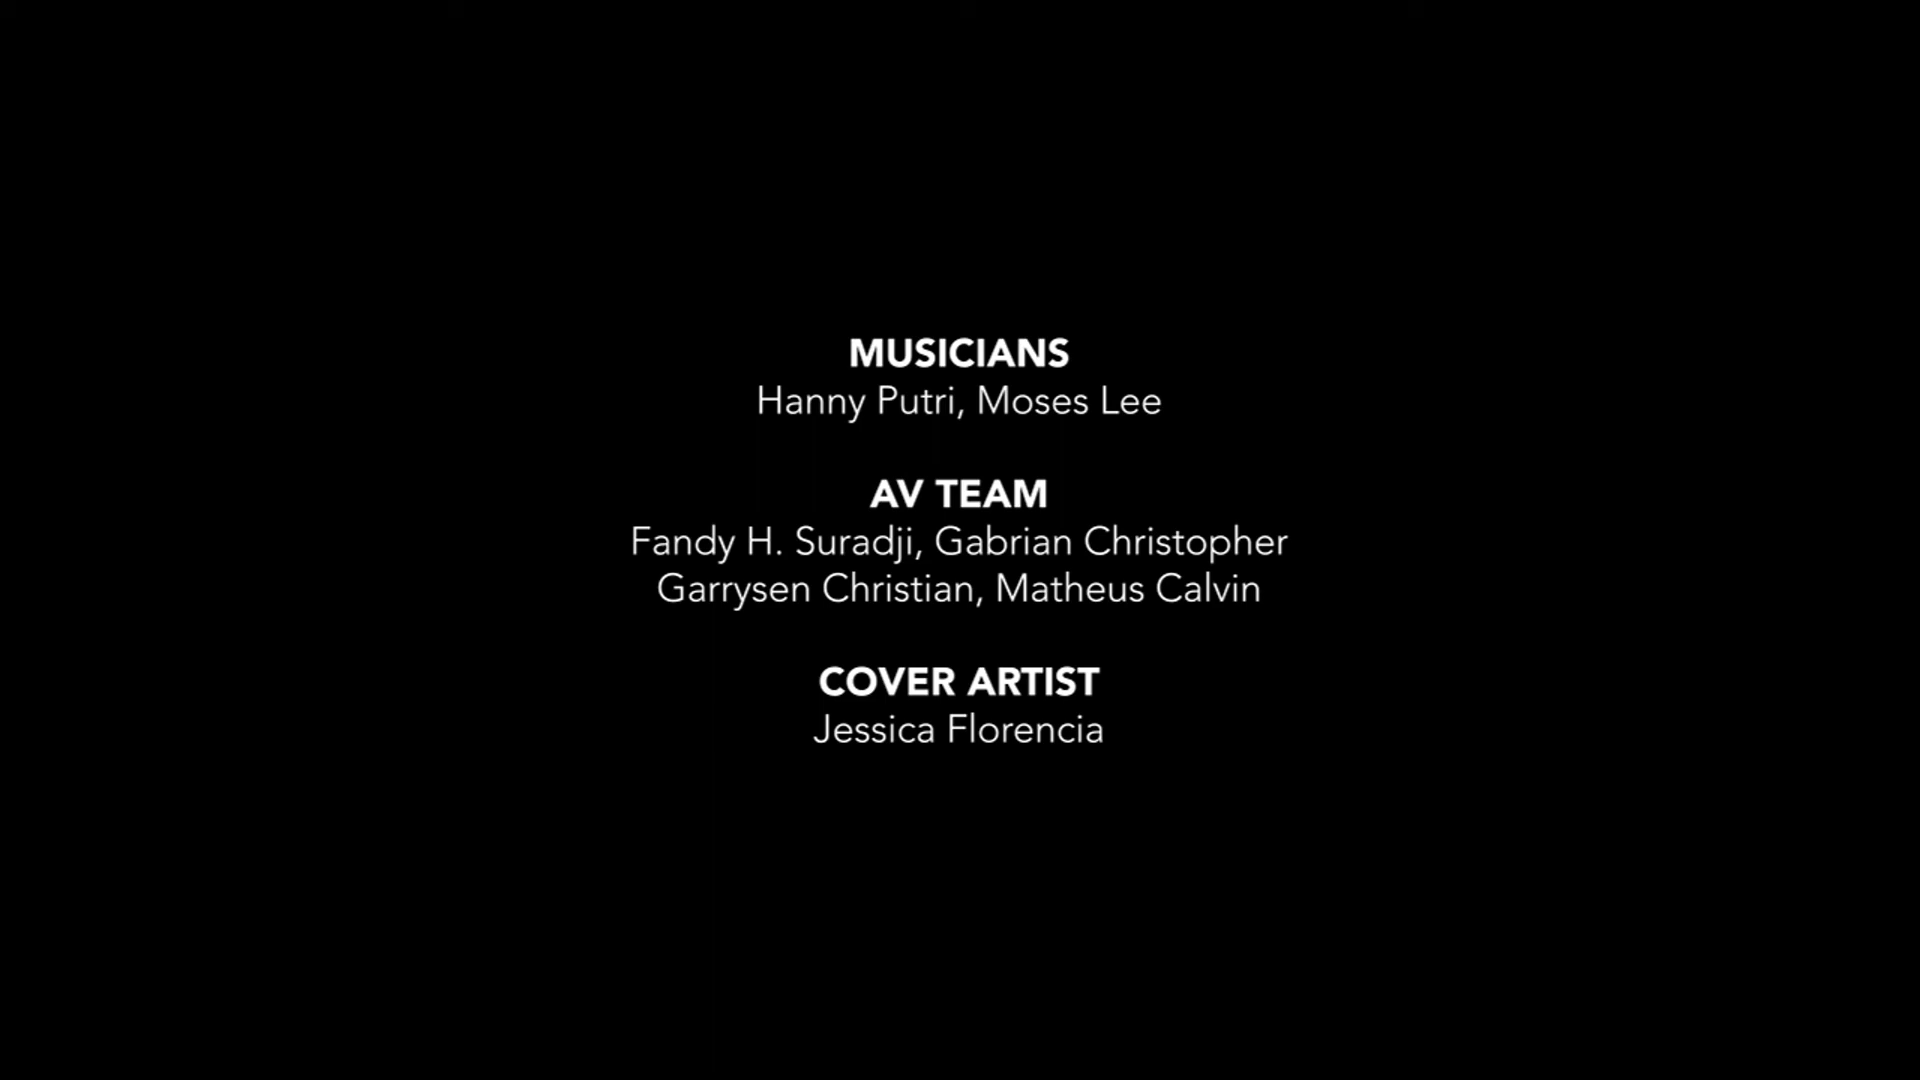 MUSICIANS
Hanny Putri, Moses Lee
AV TEAM
Fandy H. Suradji, Gabrian Christopher
Garrysen Christian, Matheus Calvin
COVER ARTIST
Jessica Florencia